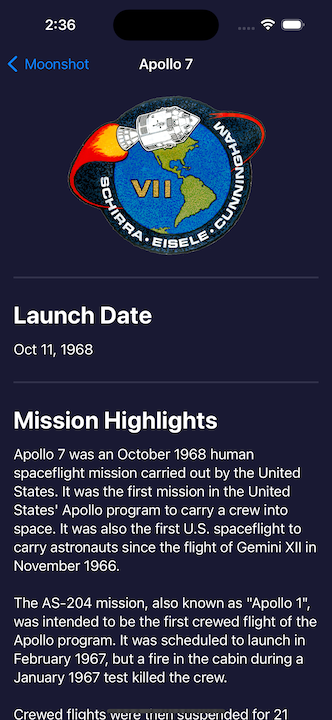 2:36
Moonshot
Apollo 7
VII
SCHIRRA • EISELE • CUNNINGHAM
Launch Date
Oct 11, 1968
Mission Highlights
Apollo 7 was an October 1968 human
spaceflight mission carried out by the United
States. It was the first mission in the United
States' Apollo program to carry a crew into
space. It was also the first U.S. spaceflight to
carry astronauts since the flight of Gemini XII in
November 1966.
The AS-204 mission, also known as "Apollo 1",
was intended to be the first crewed flight of the
Apollo program. It was scheduled to launch in
February 1967, but a fire in the cabin during a
January 1967 test killed the crew.
Crewed flights were then suspended for 21